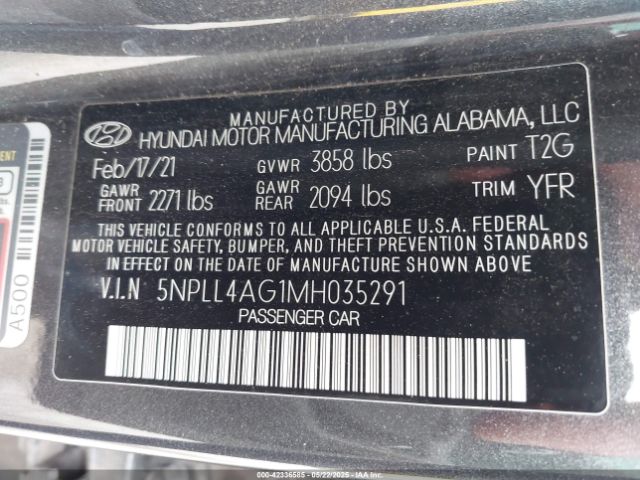 MANUFACTURED BY
HYUNDAI MOTOR MANUFACTURING ALABAMA, LLC
Feb/17/21 GVWR 3858 lbs PAINT T2G
GAWR FRONT 2271 lbs GAWR REAR 2094 lbs TRIM YFR
THIS VEHICLE CONFORMS TO ALL APPLICABLE U.S.A. FEDERAL
MOTOR VEHICLE SAFETY, BUMPER, AND THEFT PREVENTION STANDARDS
IN EFFECT ON THE DATE OF MANUFACTURE SHOWN ABOVE
V.I.N 5NPLL4AG1MH035291
PASSENGER CAR
A500
00-42336585 - 05/22/2025 - IAAI.COM